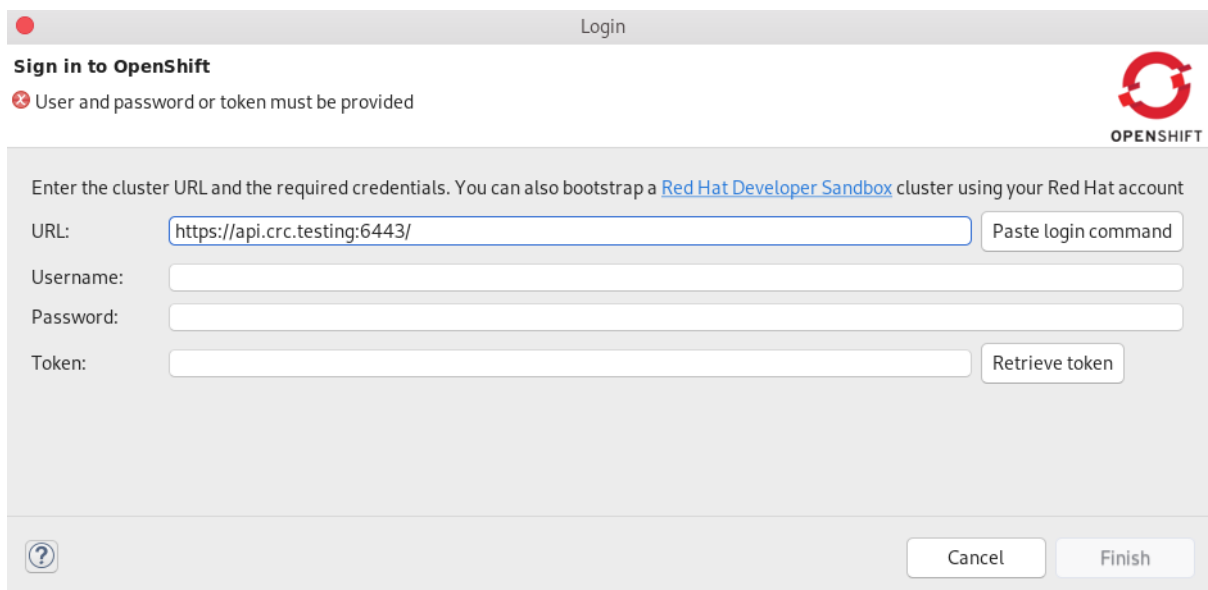 Login
Sign in to OpenShift
User and password or token must be provided
OPENSHIFT
Enter the cluster URL and the required credentials. You can also bootstrap a Red Hat Developer Sandbox cluster using your Red Hat account
URL: https://api.crc.testing:6443/ Paste login command
Username:
Password:
Token: Retrieve token
? Cancel Finish